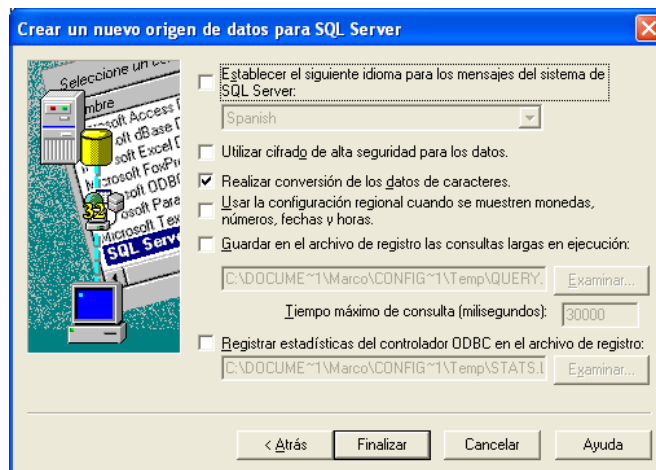 Crear un nuevo origen de datos para SQL Server
Seleccione un
mbre
soft Access
oft dBase
soft Excel
crosoft FoxPro
soft ODBC
osoft Para
Microsoft Tex
SQL Serve
32
Establecer el siguiente idioma para los mensajes del sistema de
SQL Server:
Spanish
Utilizar cifrado de alta seguridad para los datos.
Realizar conversión de los datos de caracteres.
Usar la configuración regional cuando se muestren monedas,
números, fechas y horas.
Guardar en el archivo de registro las consultas largas en ejecución:
C:\DOCUME~1\Marco\CONFIG~1\Temp\QUERY.
Examinar...
Tiempo máximo de consulta (milisegundos):
30000
Registrar estadísticas del controlador ODBC en el archivo de registro:
C:\DOCUME~1\Marco\CONFIG~1\Temp\STATS.L
Examinar...
< Atrás
Finalizar
Cancelar
Ayuda